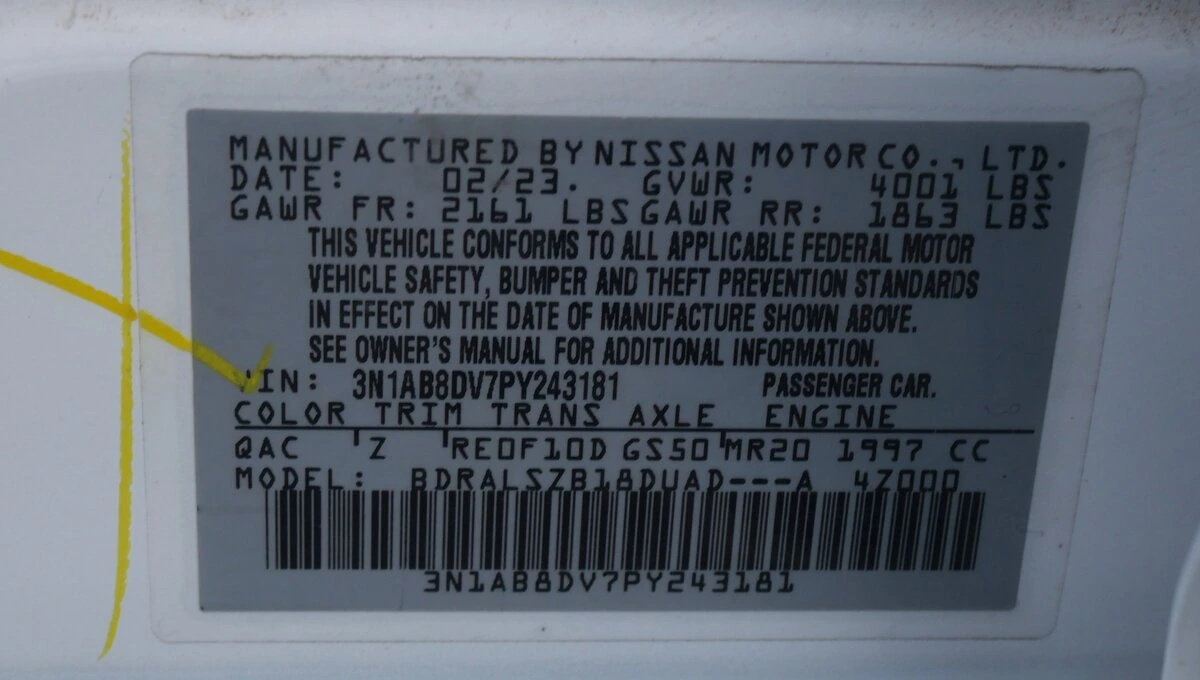 MANUFACTURED BY NISSAN MOTOR CO., LTD.
DATE: 02/23. GVWR: 4001 LBS
GAWR FR: 2161 LBS GAWR RR: 1863 LBS
THIS VEHICLE CONFORMS TO ALL APPLICABLE FEDERAL MOTOR
VEHICLE SAFETY, BUMPER AND THEFT PREVENTION STANDARDS
IN EFFECT ON THE DATE OF MANUFACTURE SHOWN ABOVE.
SEE OWNER'S MANUAL FOR ADDITIONAL INFORMATION.
VIN: 3N1AB8DV7PY243181 PASSENGER CAR.
COLOR TRIM TRANS AXLE ENGINE
QAC Z RE0F10D GS50 MR20 1997 CC
MODEL: BDRALSZB18DUAD---A 4Z000
3N1AB8DV7PY243181